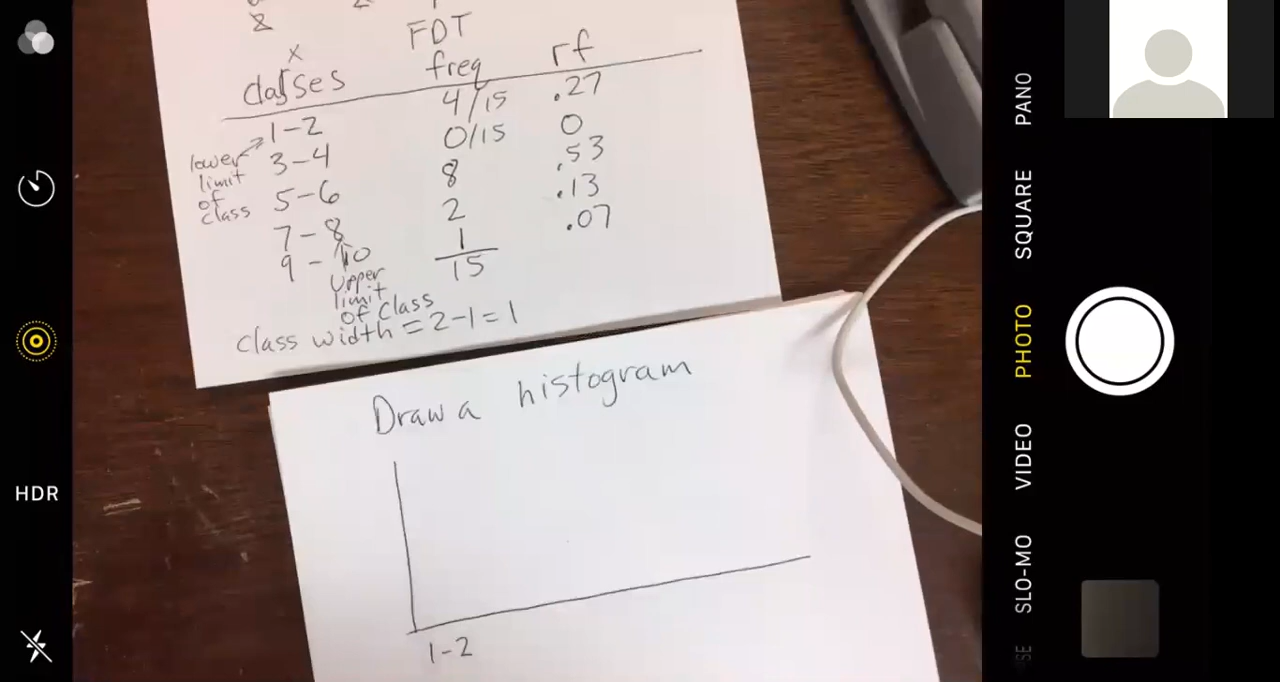 8
FDT
x
classes freq rf
1-2 4/15 .27
3-4 0/15 0
5-6 8 .53
7-8 2 .13
9-10 1 .07
15
lower
limit
of
class
upper
limit
of class
class width = 2-1=1
Draw a histogram
1-2
HDR
PANO
SQUARE
PHOTO
VIDEO
SLO-MO
SE